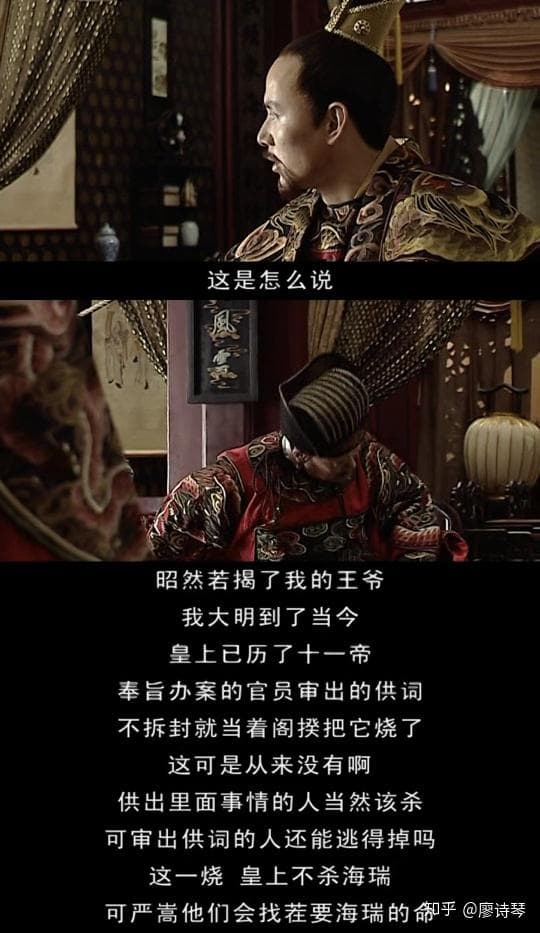 这是怎么说
風雲
昭然若揭了我的王爷
我大明到了当今
皇上已历了十一帝
奉旨办案的官员审出的供词
不拆封就当着阁揆把它烧了
这可是从来没有啊
供出里面事情的人当然该杀
可审出供词的人还能逃得掉吗
这一烧 皇上不杀海瑞
可严嵩他们会找茬要海瑞的命
知乎 @廖诗琴